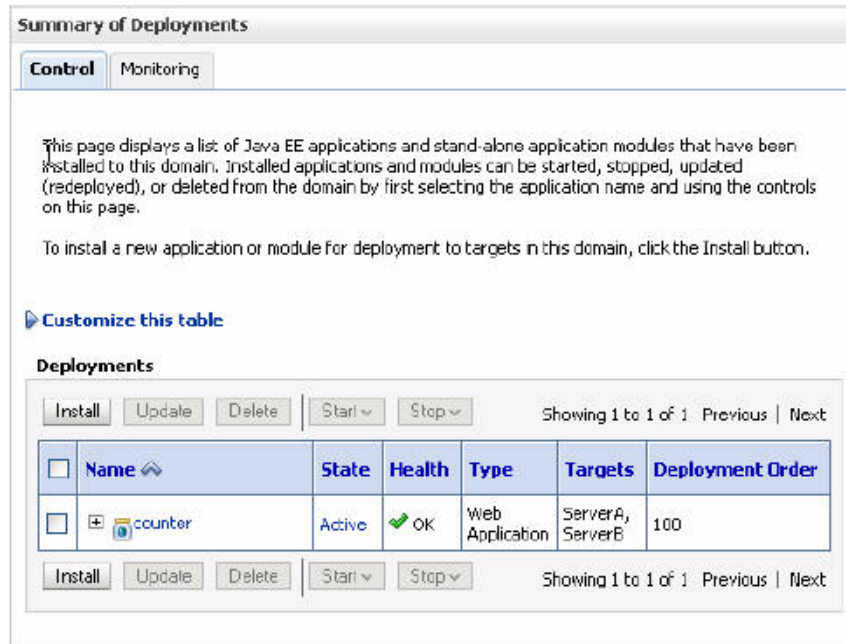 Summary of Deployments
Control Monitoring
This page displays a list of Java EE applications and stand-alone application modules that have been
installed to this domain. Installed applications and modules can be started, stopped, updated
(redeployed), or deleted from the domain by first selecting the application name and using the controls
on this page.
To install a new application or module for deployment to targets in this domain, click the Install button.
Customize this table
Deployments
Install Update Delete Start Stop Showing 1 to 1 of 1 Previous | Next
Name State Health Type Targets Deployment Order
counter Active OK Web Application ServerA, ServerB 100
Install Update Delete Start Stop Showing 1 to 1 of 1 Previous | Next